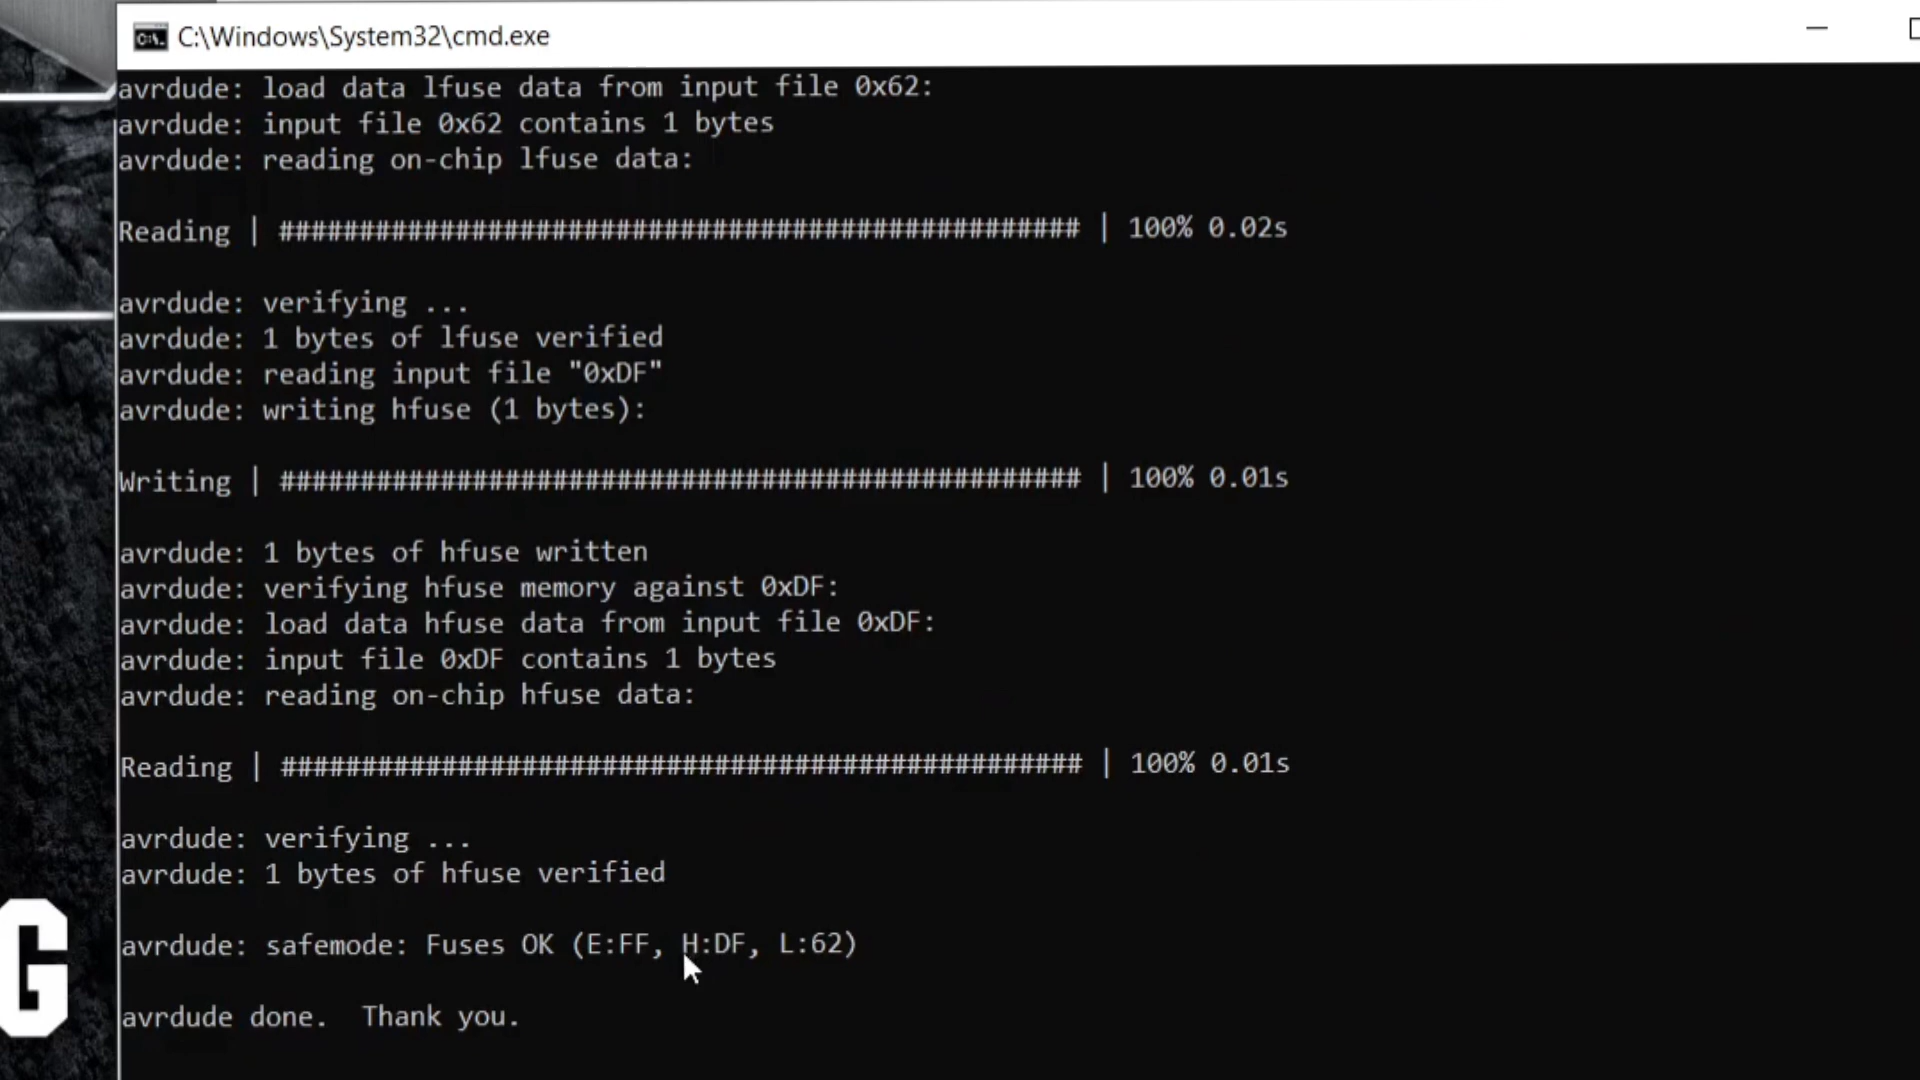 C:\Windows\System32\cmd.exe
avrdude: load data lfuse data from input file 0x62:
avrdude: input file 0x62 contains 1 bytes
avrdude: reading on-chip lfuse data:
Reading | ################################################## | 100% 0.02s
avrdude: verifying ...
avrdude: 1 bytes of lfuse verified
avrdude: reading input file "0xDF"
avrdude: writing hfuse (1 bytes):
Writing | ################################################## | 100% 0.01s
avrdude: 1 bytes of hfuse written
avrdude: verifying hfuse memory against 0xDF:
avrdude: load data hfuse data from input file 0xDF:
avrdude: input file 0xDF contains 1 bytes
avrdude: reading on-chip hfuse data:
Reading | ################################################## | 100% 0.01s
avrdude: verifying ...
avrdude: 1 bytes of hfuse verified
avrdude: safemode: Fuses OK (E:FF, H:DF, L:62)
G
avrdude done.  Thank you.